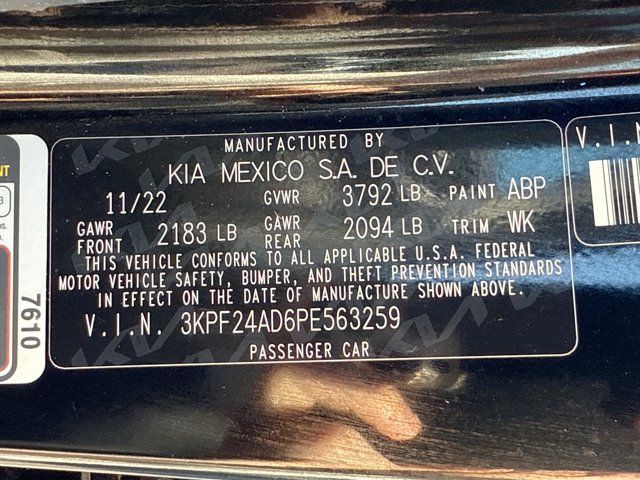 MANUFACTURED BY
KIA MEXICO S.A. DE C.V.
11/22 GVWR 3792 LB PAINT ABP
GAWR FRONT 2183 LB GAWR REAR 2094 LB TRIM WK
THIS VEHICLE CONFORMS TO ALL APPLICABLE U.S.A. FEDERAL
MOTOR VEHICLE SAFETY, BUMPER, AND THEFT PREVENTION STANDARDS
IN EFFECT ON THE DATE OF MANUFACTURE SHOWN ABOVE.
V.I.N. 3KPF24AD6PE563259
PASSENGER CAR
7610
V.I.N